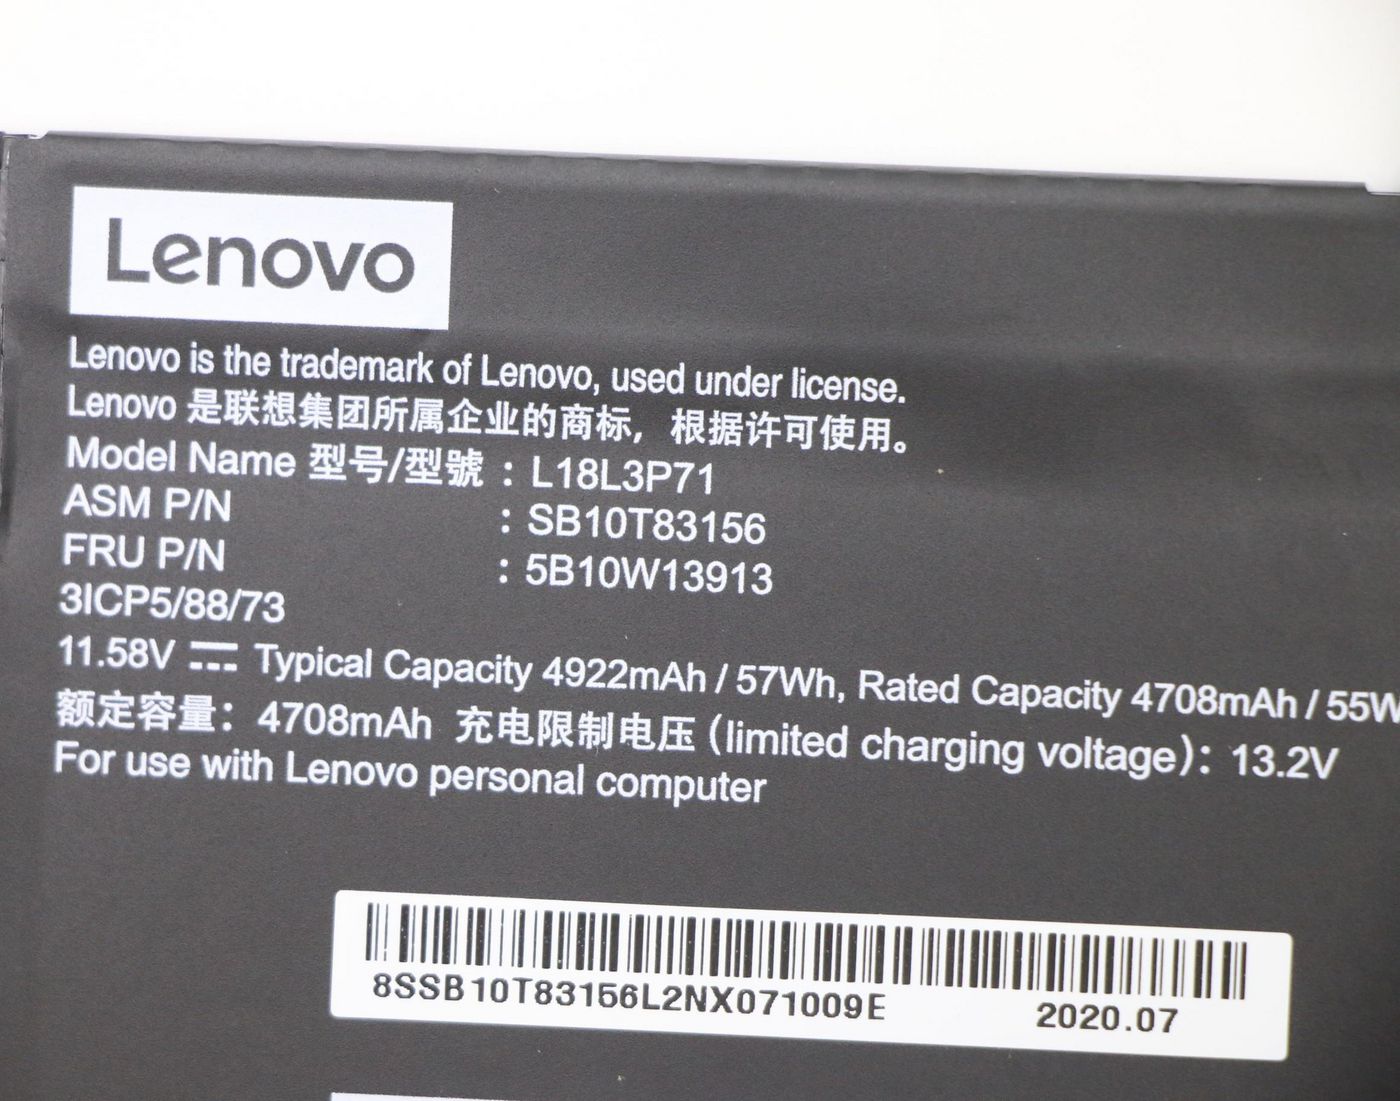 Lenovo
Lenovo is the trademark of Lenovo, used under license.
Lenovo 是联想集团所属企业的商标，根据许可使用。
Model Name 型号/型號 : L18L3P71
ASM P/N : SB10T83156
FRU P/N : 5B10W13913
3ICP5/88/73
11.58V ⎓ Typical Capacity 4922mAh / 57Wh, Rated Capacity 4708mAh / 55W
额定容量：4708mAh 充电限制电压（limited charging voltage）：13.2V
For use with Lenovo personal computer
8SSB10T83156L2NX071009E 2020.07